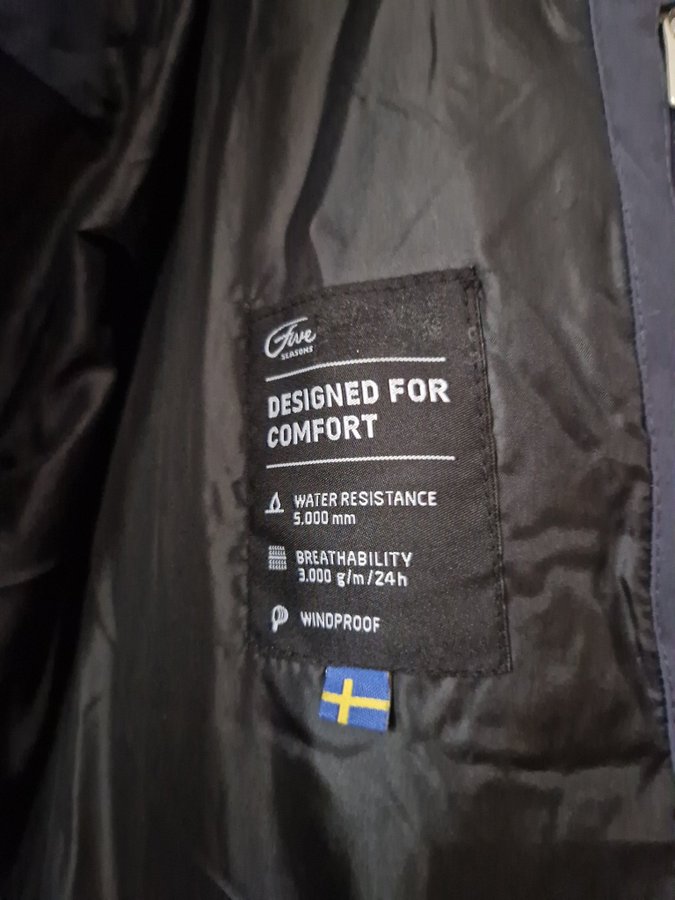 Five
SEASONS
DESIGNED FOR
COMFORT
WATER RESISTANCE
5.000 mm
BREATHABILITY
3.000 g/m/24h
WINDPROOF